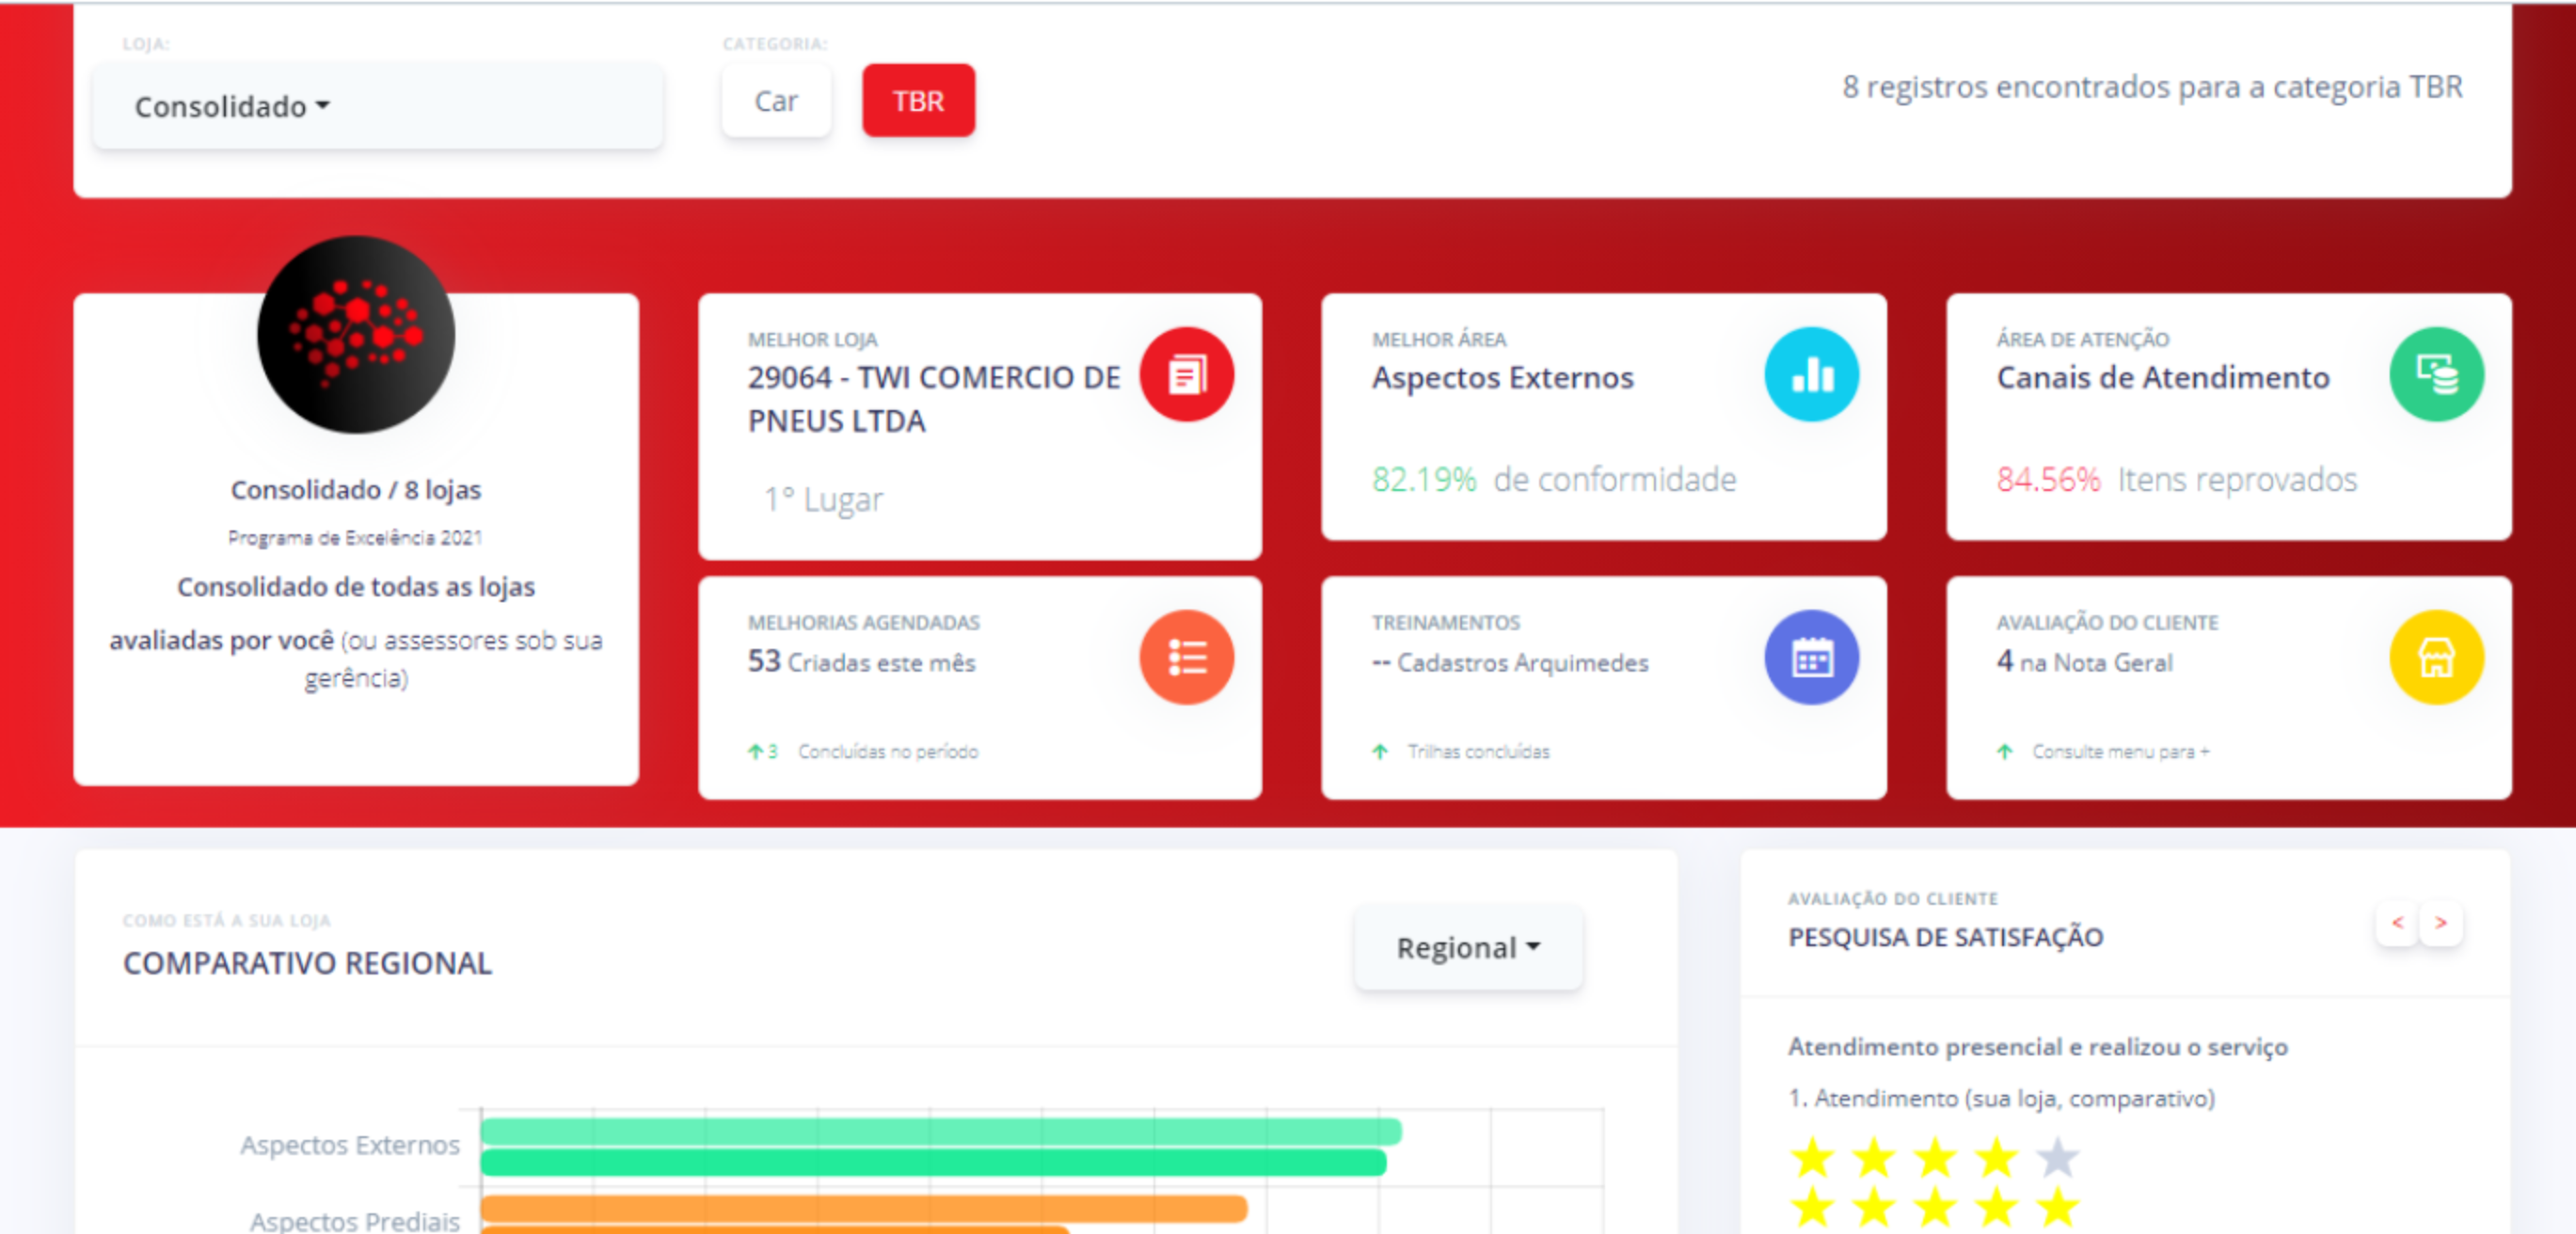 LOJA:
Consolidado
CATEGORIA:
Car
TBR
8 registros encontrados para a categoria TBR
Consolidado / 8 lojas
Programa de Excelência 2021
Consolidado de todas as lojas
avaliadas por você (ou assessores sob sua
gerência)
MELHOR LOJA
29064 - TWI COMERCIO DE
PNEUS LTDA
1° Lugar
MELHOR ÁREA
Aspectos Externos
82.19% de conformidade
ÁREA DE ATENÇÃO
Canais de Atendimento
84.56% Itens reprovados
MELHORIAS AGENDADAS
53 Criadas este mês
3 Concluídas no período
TREINAMENTOS
-- Cadastros Arquimedes
Trilhas concluídas
AVALIAÇÃO DO CLIENTE
4 na Nota Geral
Consulte menu para +
COMO ESTÁ A SUA LOJA
COMPARATIVO REGIONAL
Regional
Aspectos Externos
Aspectos Prediais
AVALIAÇÃO DO CLIENTE
PESQUISA DE SATISFAÇÃO
< >
Atendimento presencial e realizou o serviço
1. Atendimento (sua loja, comparativo)